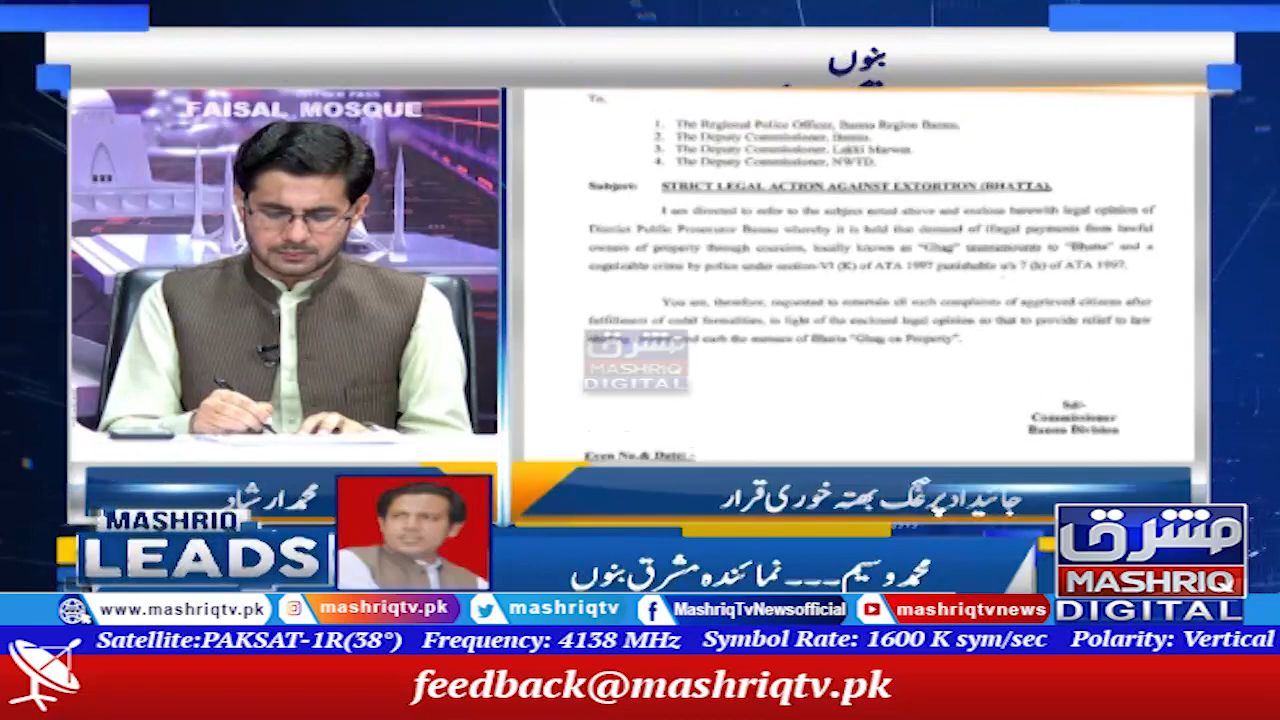 بنوں
FAISAL MOSQUE
To,
1. The Regional Police Officer, Bannu Region Bannu.
2. The Deputy Commissioner, Bannu.
3. The Deputy Commissioner, Lakki Marwat.
4. The Deputy Commissioner, NWTD.
Subject: STRICT LEGAL ACTION AGAINST EXTORTION (BHATTA).
I am directed to refer to the subject noted above and enclose herewith legal opinion of
District Public Prosecutor Bannu whereby it is held that demand of illegal payments from lawful
owners of property through coercion, locally known as "Ghag" tantamounts to "Bhatta" and a
cognizable crime by police under section-VI (K) of ATA 1997 punishable u/s 7 (h) of ATA 1997.
You are, therefore, requested to entertain all such complaints of aggrieved citizens after
fulfillment of codal formalities, in light of the enclosed legal opinion so that to provide relief to law
and curb the menace of Bhatta "Ghag on Property".
مشرق
MASHRIQ
DIGITAL
Sd/-
Commissioner
Bannu Division
Even No.& Date:-
محمد ارشاد
جائیداد پر غگ بھتہ خوری قرار
MASHRIQ
LEADS
محمد وسیم۔۔۔نمائندہ مشرق بنوں
مشرق
MASHRIQ
DIGITAL
www.mashriqtv.pk mashriqtv.pk mashriqtv MashriqTvNewsofficial mashriqtvnews
Satellite:PAKSAT-1R(38°) Frequency: 4138 MHz Symbol Rate: 1600 K sym/sec Polarity: Vertical
feedback@mashriqtv.pk